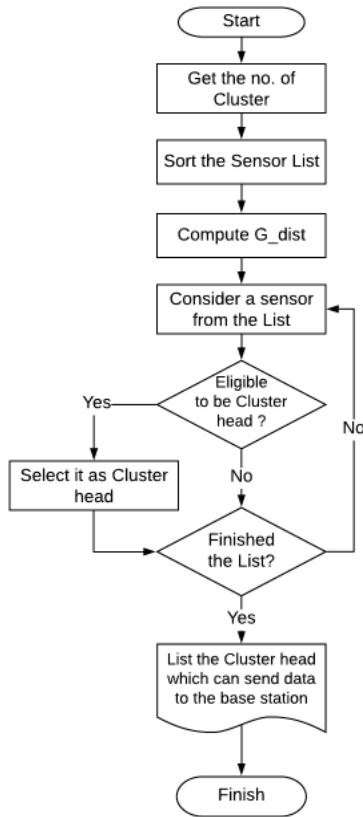 Start
Get the no. of
Cluster
Sort the Sensor List
Compute G_dist
Consider a sensor
from the List
Eligible
to be Cluster
head ?
Yes
No
No
Select it as Cluster
head
Finished
the List?
Yes
List the Cluster head
which can send data
to the base station
Finish